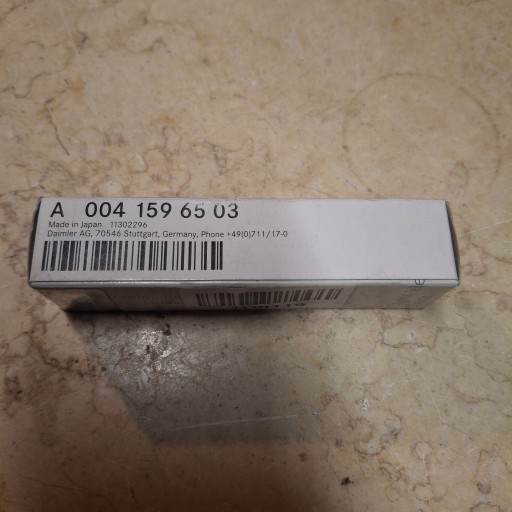 A 004 159 65 03
Made in Japan 11302296
Daimler AG, 70546 Stuttgart, Germany, Phone +49(0)711/17-0